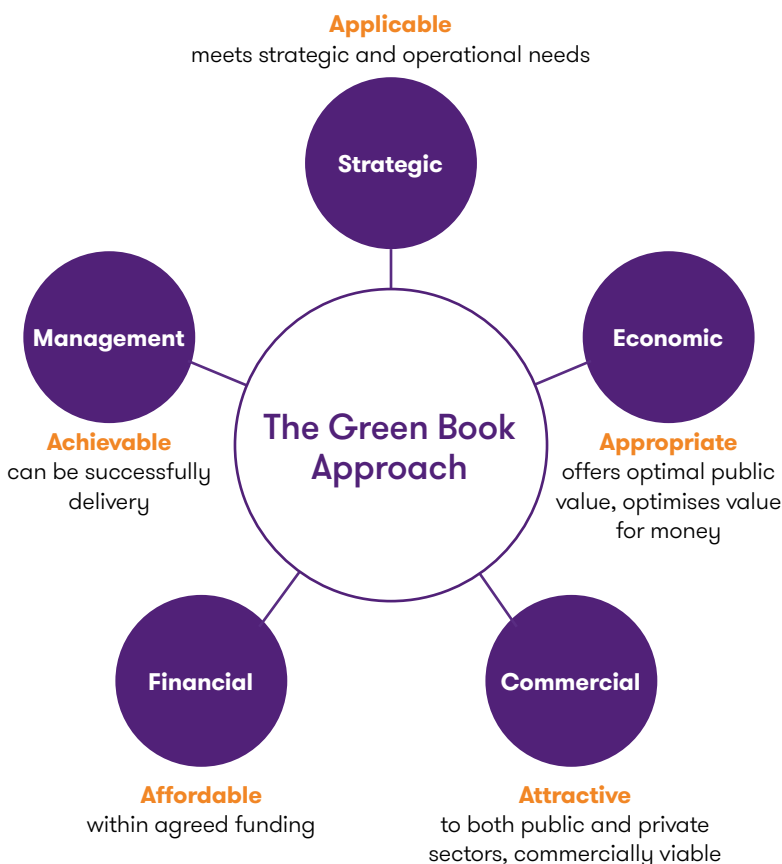 Applicable
meets strategic and operational needs
Strategic
Management
Achievable
can be successfully
delivery
Economic
Appropriate
offers optimal public
value, optimises value
for money
The Green Book
Approach
Financial
Affordable
within agreed funding
Commercial
Attractive
to both public and private
sectors, commercially viable